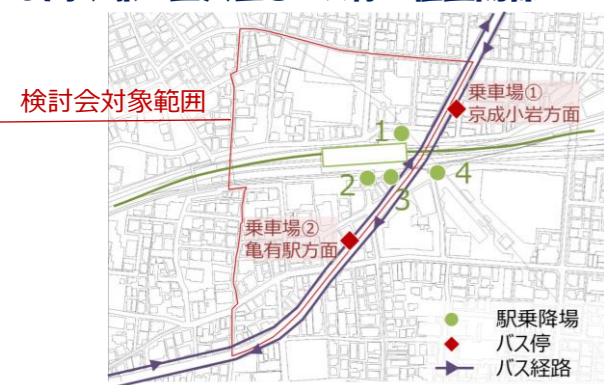 検討会対象範囲
乗車場①
京成小岩方面
1
2
3
4
乗車場②
亀有駅方面
駅乗降場
バス停
バス経路